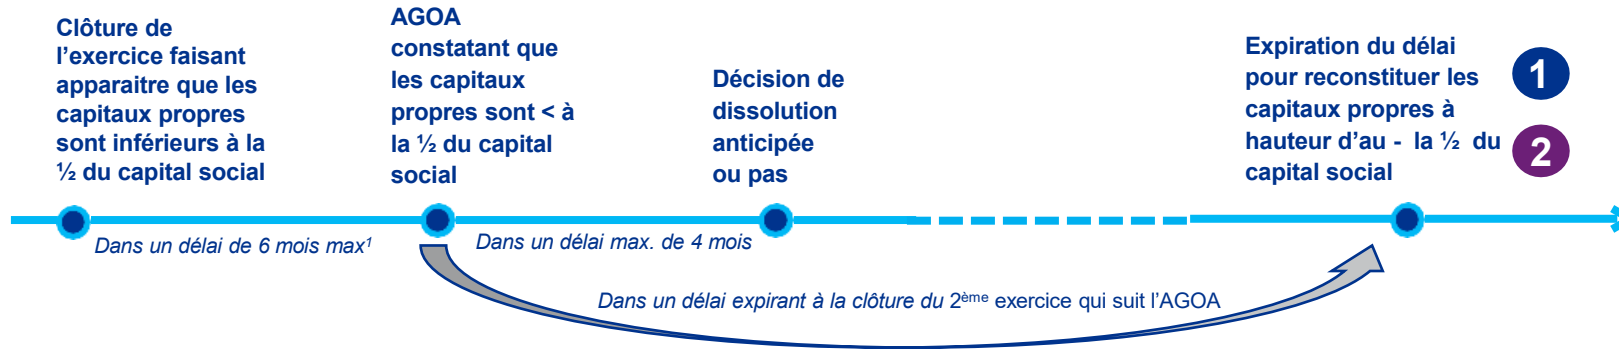 Clôture de
l’exercice faisant
apparaitre que les
capitaux propres
sont inférieurs à la
½ du capital social
AGOA
constatant que
les capitaux
propres sont < à
la ½ du capital
social
Décision de
dissolution
anticipée
ou pas
Expiration du délai
pour reconstituer les
capitaux propres à
hauteur d’au - la ½ du
capital social
1
2
Dans un délai de 6 mois max¹
Dans un délai max. de 4 mois
Dans un délai expirant à la clôture du 2ème exercice qui suit l’AGOA